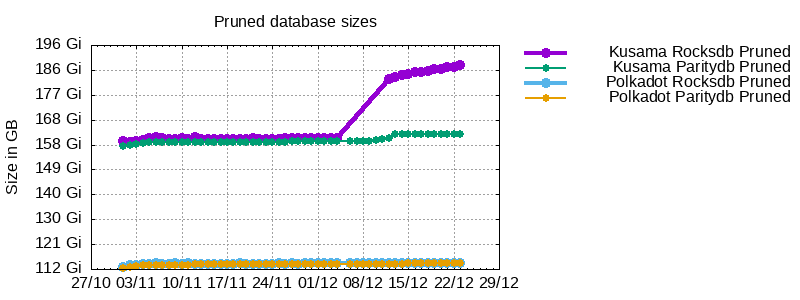 Pruned database sizes
Size in GB
196 Gi
186 Gi
177 Gi
168 Gi
158 Gi
149 Gi
140 Gi
130 Gi
121 Gi
112 Gi
27/10 03/11 10/11 17/11 24/11 01/12 08/12 15/12 22/12 29/12
Kusama Rocksdb Pruned
Kusama Paritydb Pruned
Polkadot Rocksdb Pruned
Polkadot Paritydb Pruned